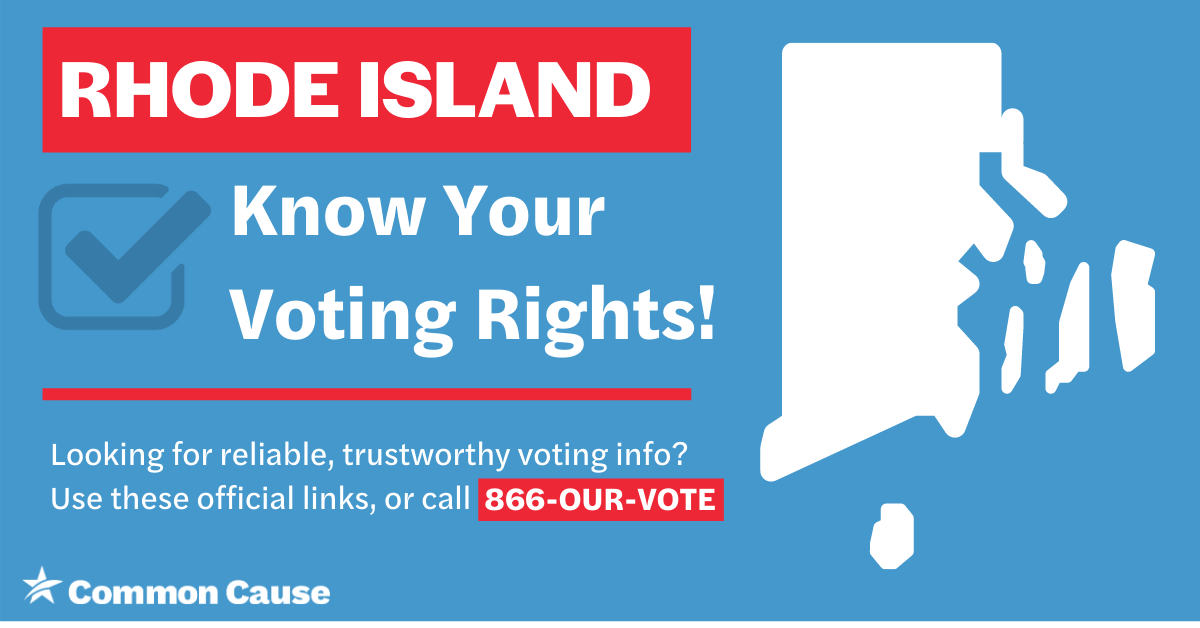 RHODE ISLAND
Know Your
Voting Rights!
Looking for reliable, trustworthy voting info?
Use these official links, or call 866-OUR-VOTE
Common Cause